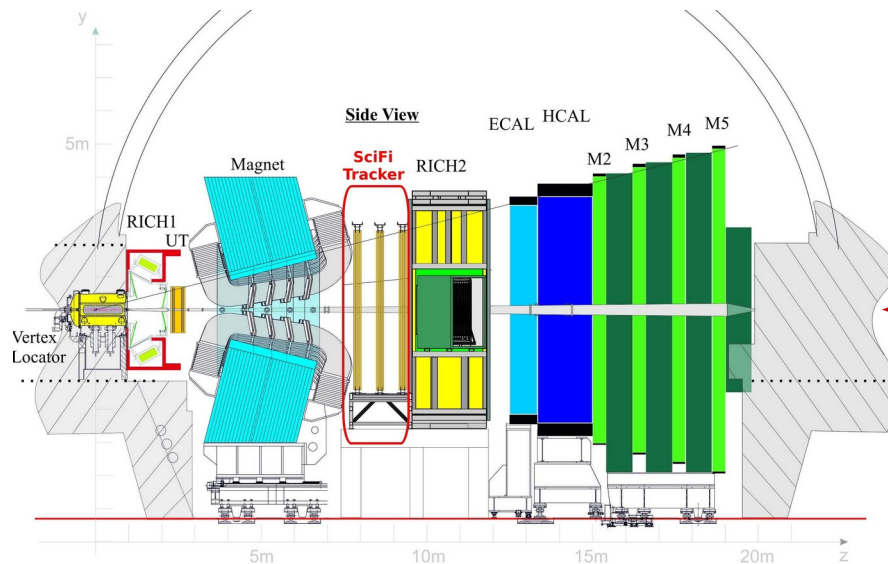 y
Side View
ECAL
HCAL
M2
M3
M4
M5
5m
Magnet
SciFi
Tracker
RICH2
RICH1
UT
Vertex
Locator
5m
10m
15m
20m
z